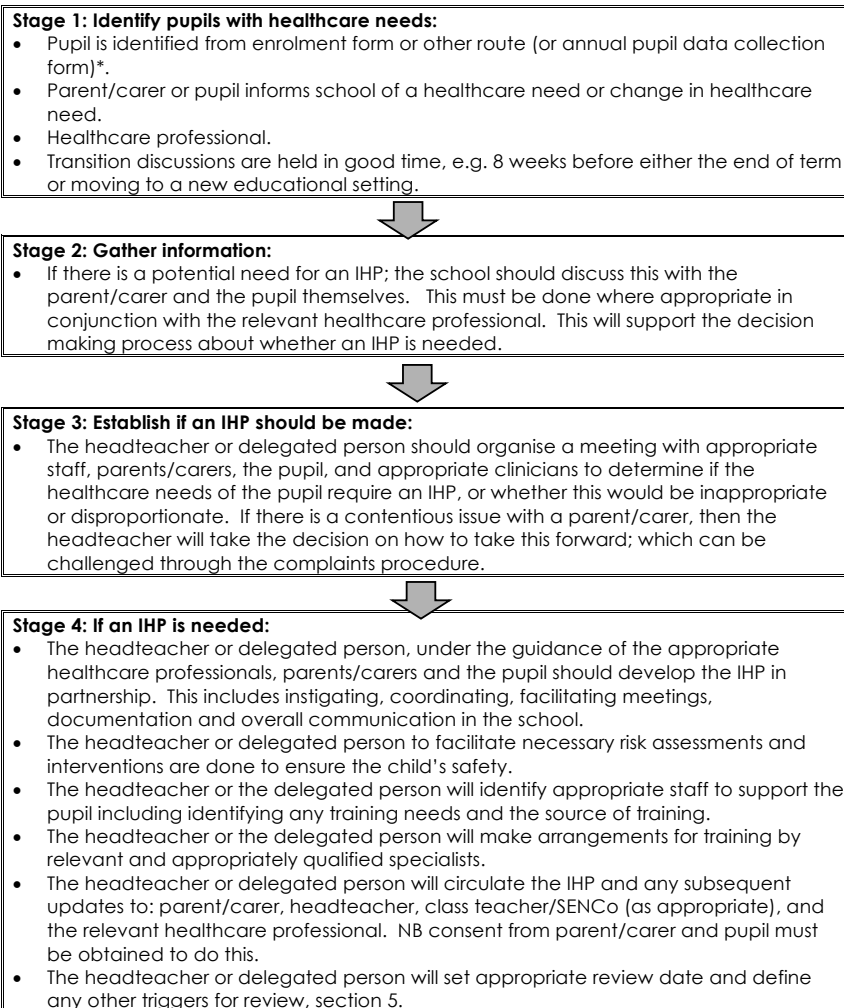 Stage 1: Identify pupils with healthcare needs:
• Pupil is identified from enrolment form or other route (or annual pupil data collection
form)*.
• Parent/carer or pupil informs school of a healthcare need or change in healthcare
need.
• Healthcare professional.
• Transition discussions are held in good time, e.g. 8 weeks before either the end of term
or moving to a new educational setting.
Stage 2: Gather information:
• If there is a potential need for an IHP; the school should discuss this with the
parent/carer and the pupil themselves. This must be done where appropriate in
conjunction with the relevant healthcare professional. This will support the decision
making process about whether an IHP is needed.
Stage 3: Establish if an IHP should be made:
• The headteacher or delegated person should organise a meeting with appropriate
staff, parents/carers, the pupil, and appropriate clinicians to determine if the
healthcare needs of the pupil require an IHP, or whether this would be inappropriate
or disproportionate. If there is a contentious issue with a parent/carer, then the
headteacher will take the decision on how to take this forward; which can be
challenged through the complaints procedure.
Stage 4: If an IHP is needed:
• The headteacher or delegated person, under the guidance of the appropriate
healthcare professionals, parents/carers and the pupil should develop the IHP in
partnership. This includes instigating, coordinating, facilitating meetings,
documentation and overall communication in the school.
• The headteacher or delegated person to facilitate necessary risk assessments and
interventions are done to ensure the child's safety.
• The headteacher or the delegated person will identify appropriate staff to support the
pupil including identifying any training needs and the source of training.
• The headteacher or the delegated person will make arrangements for training by
relevant and appropriately qualified specialists.
• The headteacher or delegated person will circulate the IHP and any subsequent
updates to: parent/carer, headteacher, class teacher/SENCo (as appropriate), and
the relevant healthcare professional. NB consent from parent/carer and pupil must
be obtained to do this.
• The headteacher or delegated person will set appropriate review date and define
any other triggers for review, section 5.